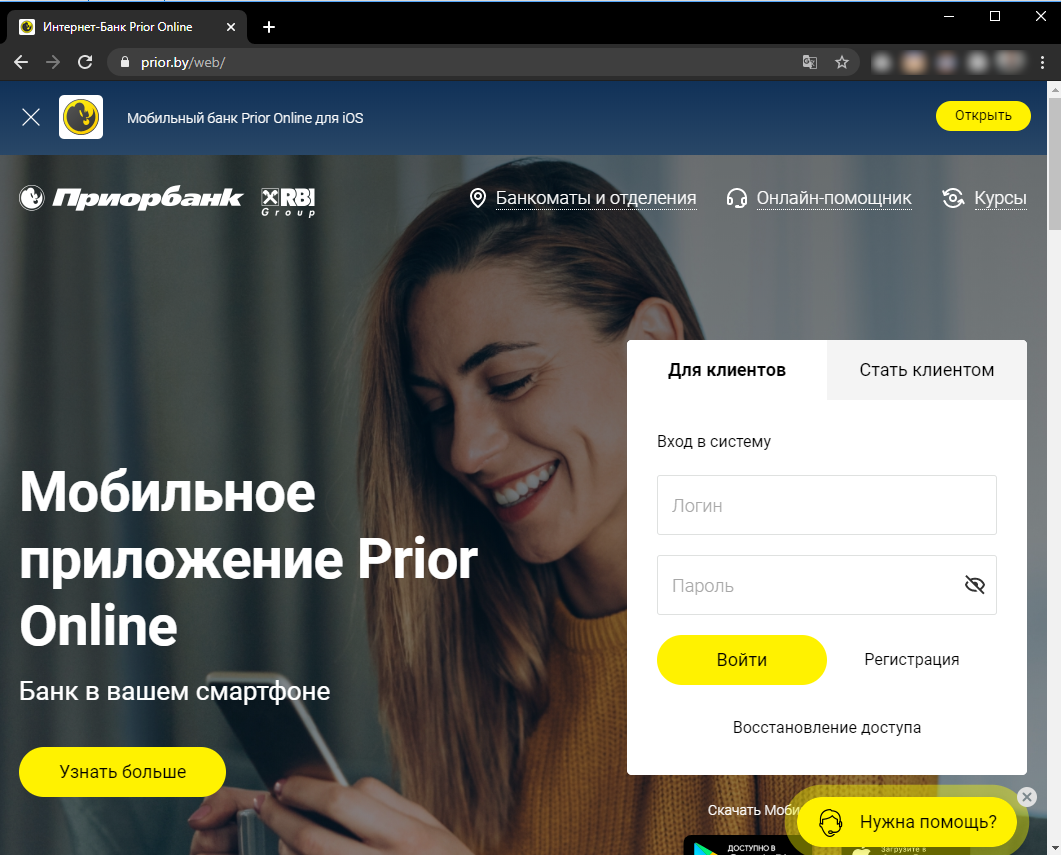 Интернет-Банк Prior Online
prior.by/web/
Мобильный банк Prior Online для iOS
Открыть
Приорбанк
RBI
Group
Банкоматы и отделения
Онлайн-помощник
Курсы
Для клиентов
Стать клиентом
Вход в систему
Логин
Пароль
Войти
Регистрация
Восстановление доступа
Мобильное
приложение Prior
Online
Банк в вашем смартфоне
Узнать больше
Скачать
Нужна помощь?
ДОСТУПНО В
Загрузите в